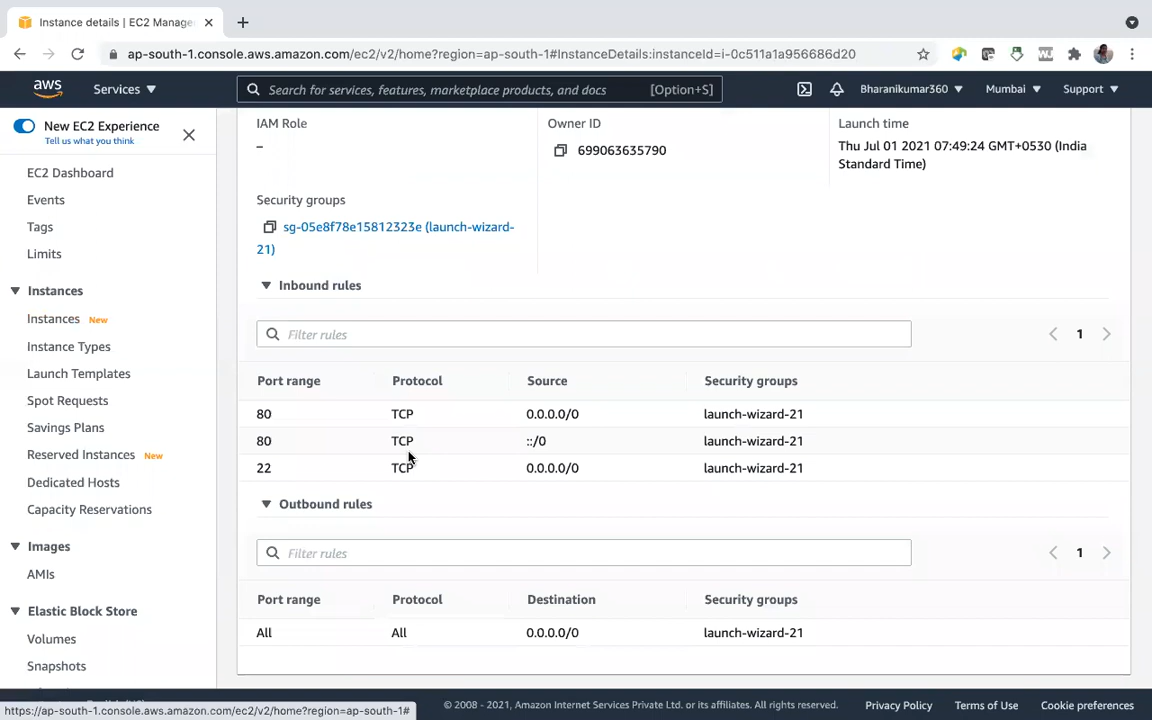 Instance details | EC2 Manage
ap-south-1.console.aws.amazon.com/ec2/v2/home?region=ap-south-1#InstanceDetails:instanceId=i-0c511a1a956686d20
aws
Services
Search for services, features, marketplace products, and docs [Option+S]
Bharanikumar360
Mumbai
Support
New EC2 Experience
Tell us what you think
EC2 Dashboard
Events
Tags
Limits
Instances
Instances New
Instance Types
Launch Templates
Spot Requests
Savings Plans
Reserved Instances New
Dedicated Hosts
Capacity Reservations
Images
AMIs
Elastic Block Store
Volumes
Snapshots
IAM Role
–
Owner ID
699063635790
Launch time
Thu Jul 01 2021 07:49:24 GMT+0530 (India
Standard Time)
Security groups
sg-05e8f78e15812323e (launch-wizard-
21)
Inbound rules
Filter rules
1
Port range Protocol Source Security groups
80 TCP 0.0.0.0/0 launch-wizard-21
80 TCP ::/0 launch-wizard-21
22 TCP 0.0.0.0/0 launch-wizard-21
Outbound rules
Filter rules
1
Port range Protocol Destination Security groups
All All 0.0.0.0/0 launch-wizard-21
https://ap-south-1.console.aws.amazon.com/ec2/v2/home?region=ap-south-1#
© 2008 - 2021, Amazon Internet Services Private Ltd. or its affiliates. All rights reserved.
Privacy Policy
Terms of Use
Cookie preferences